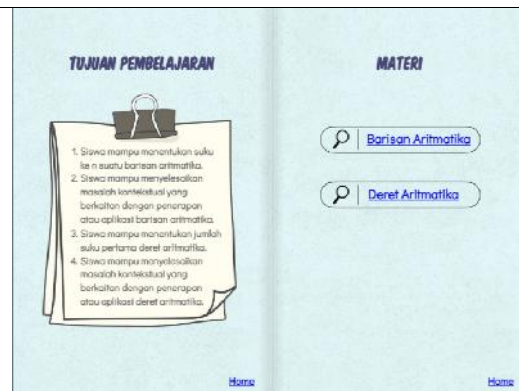 TUJUAN PEMBELAJARAN
1. Siswa mampu menentukan suku
ke n suatu barisan aritmatika.
2. Siswa mampu menyelesaikan
masalah kontekstual yang
berkaitan dengan penerapan
atau aplikasi barisan aritmatika.
3. Siswa mampu menentukan jumlah
suku pertama deret aritmatika.
4. Siswa mampu menyelesaikan
masalah kontekstual yang
berkaitan dengan penerapan
atau aplikasi deret aritmatika.
Home
MATERI
Barisan Aritmatika
Deret Aritmatika
Home